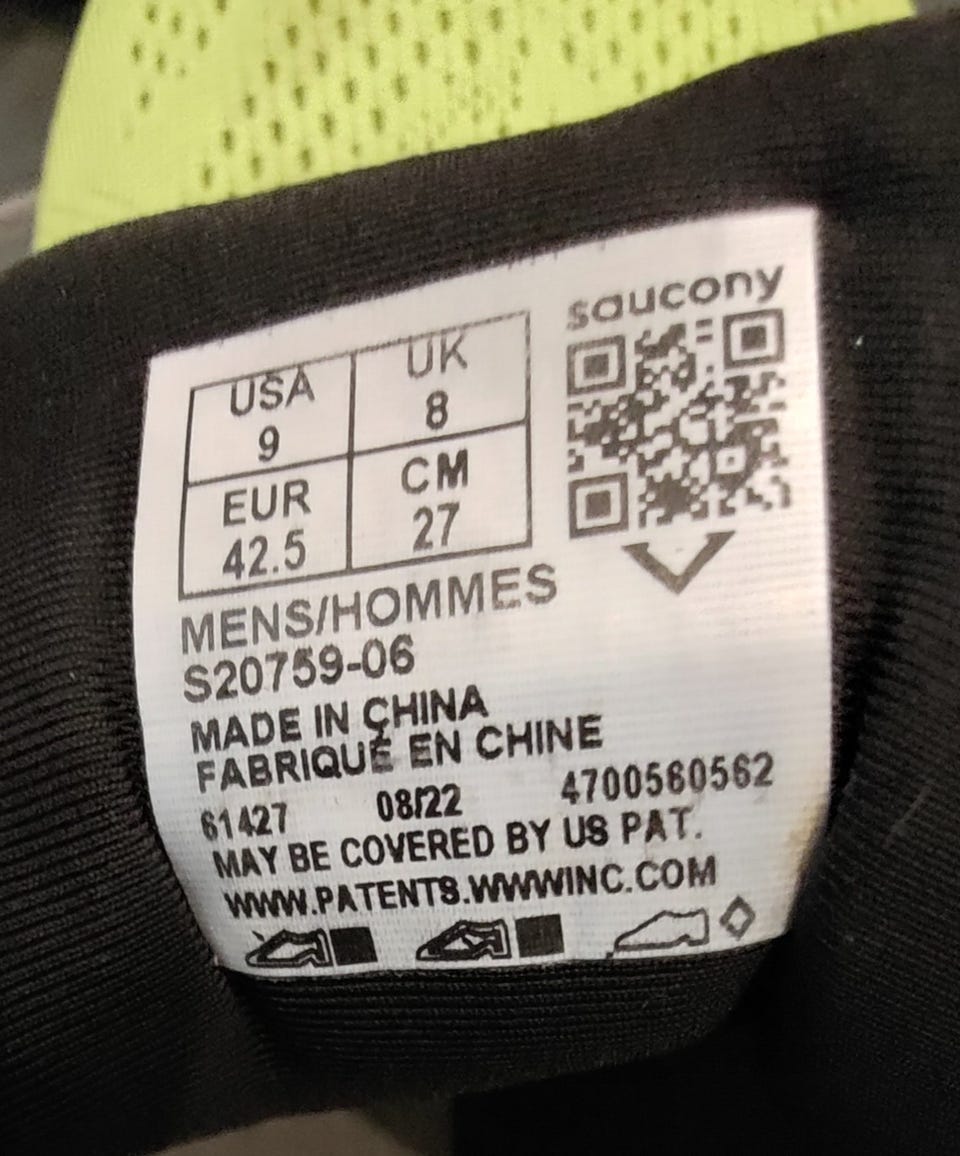 saucony
USA UK
9 8
EUR CM
42.5 27
MENS/HOMMES
S20759-06
MADE IN CHINA
FABRIQUÉ EN CHINE
61427 08/22 4700560562
MAY BE COVERED BY US PAT.
WWW.PATENTS.WWWINC.COM